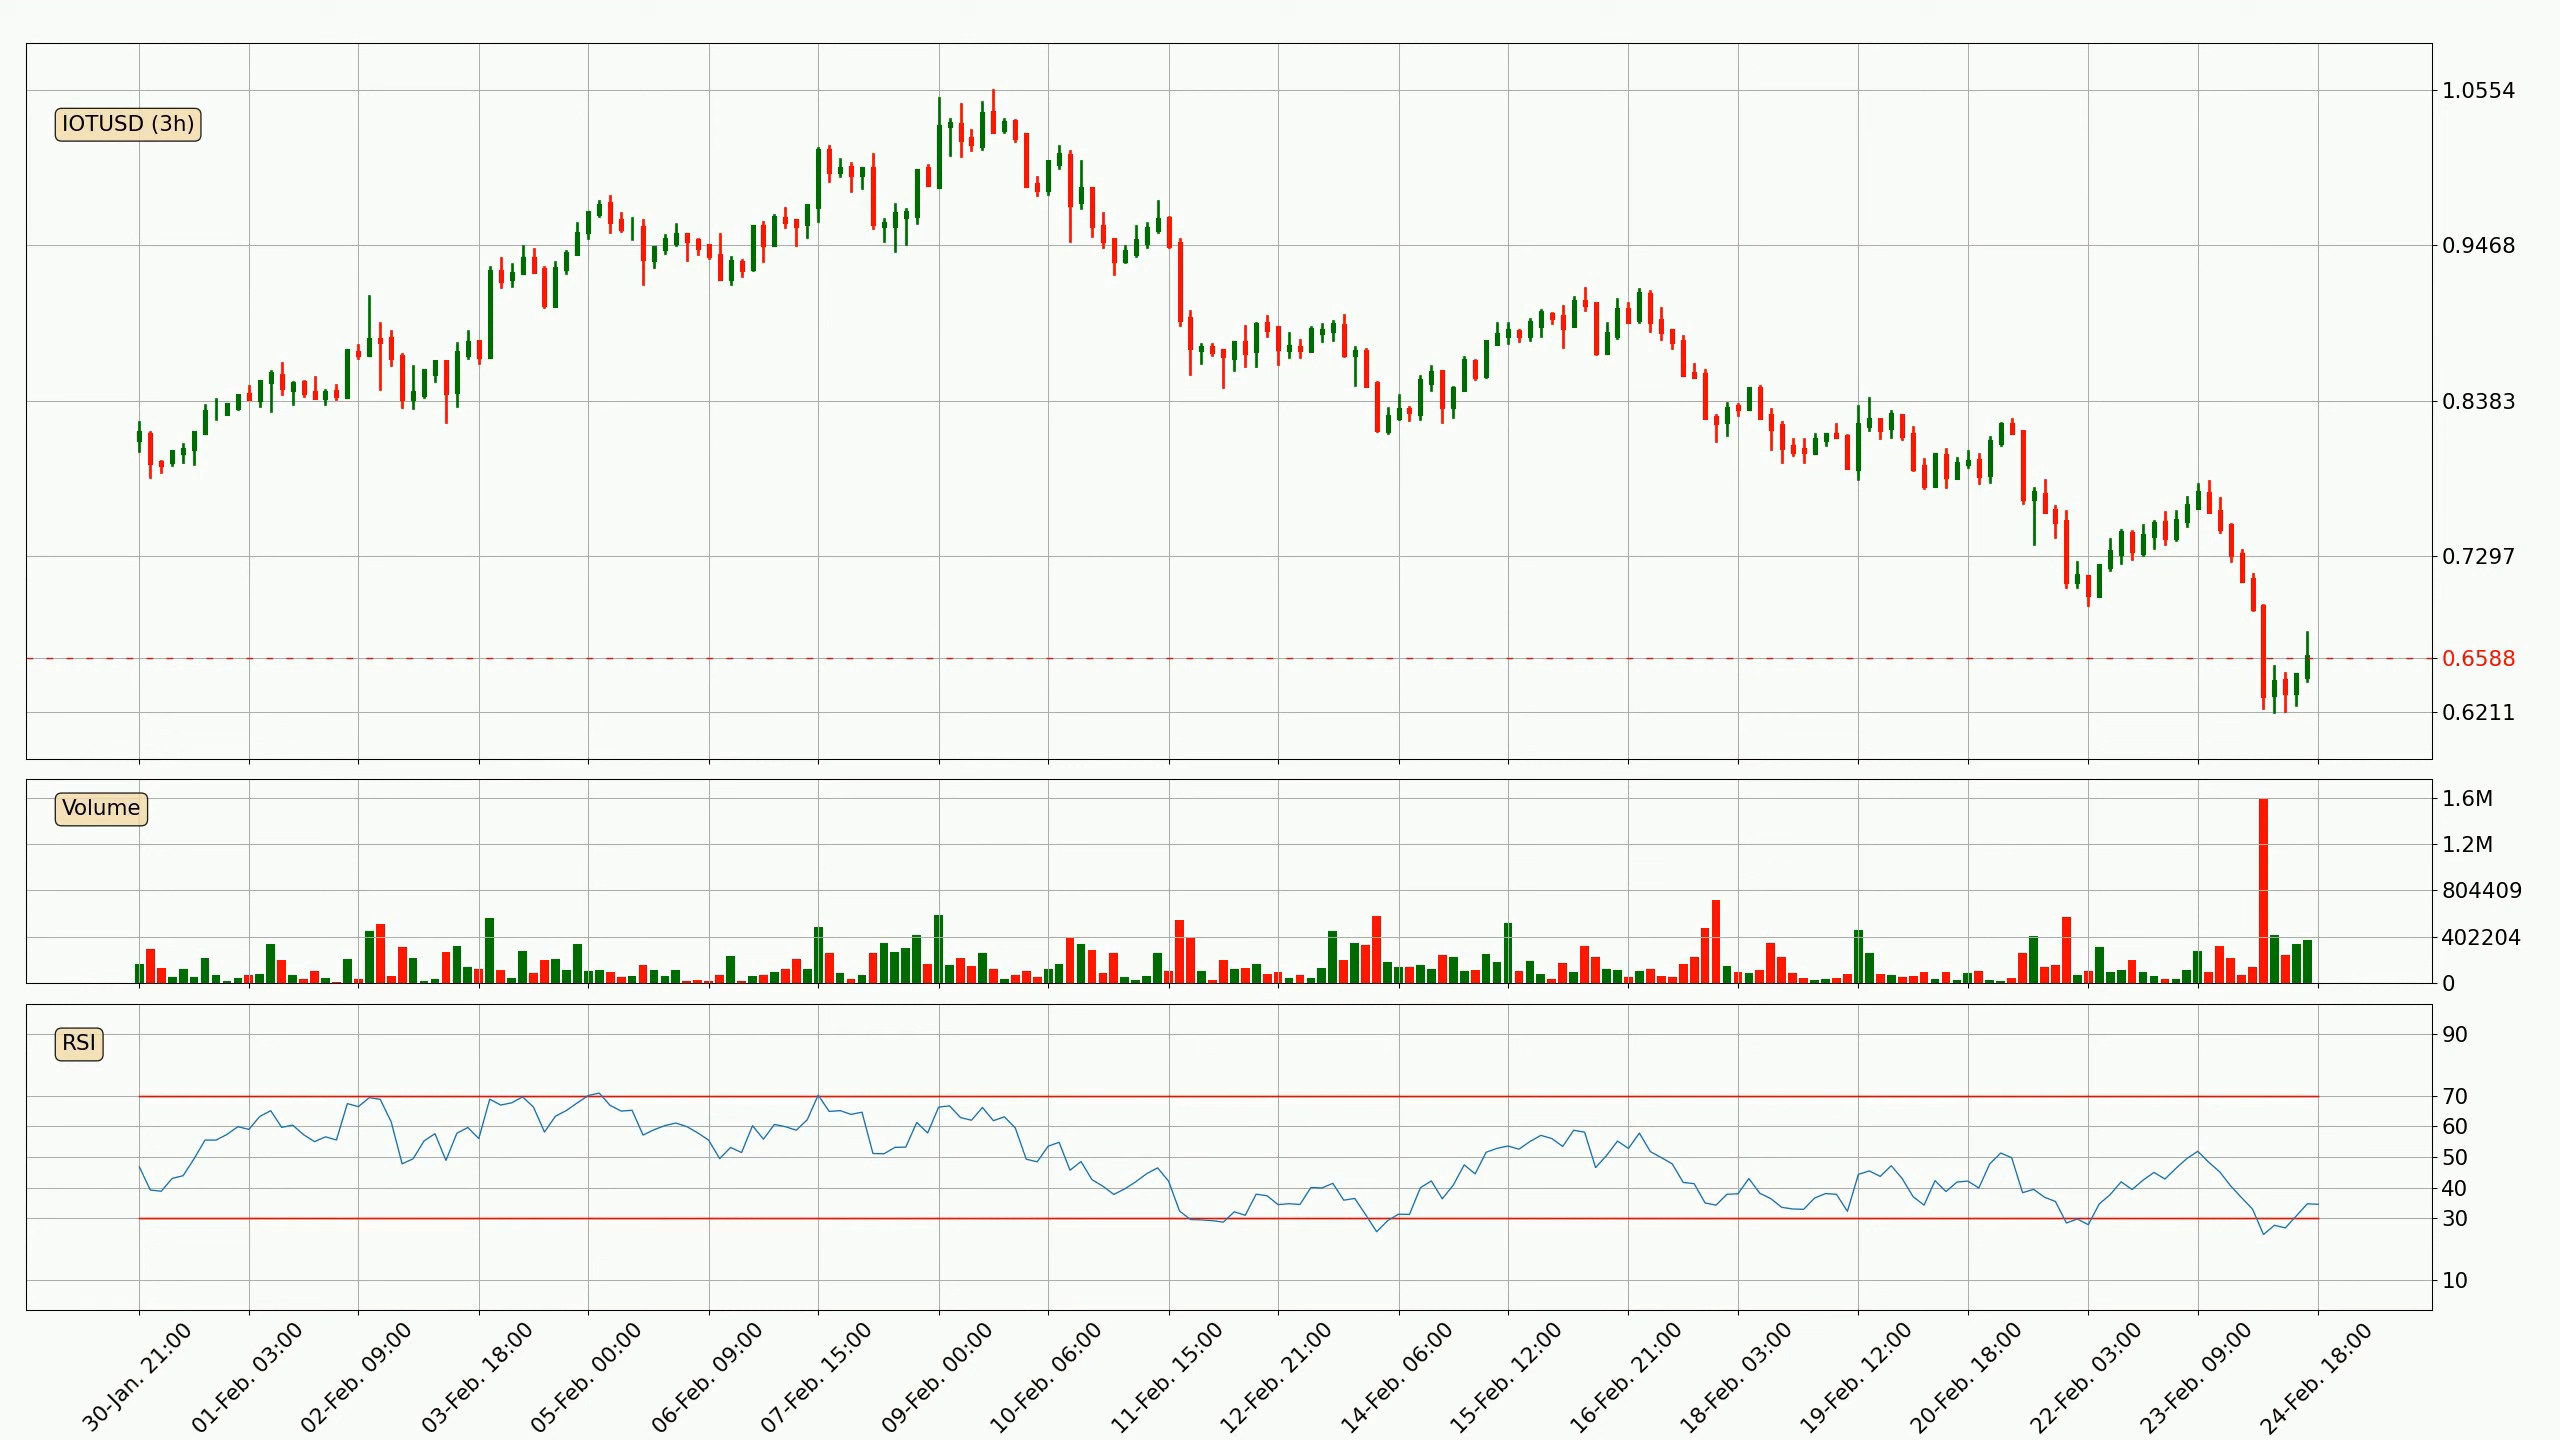 IOTUSD (3h)
1.0554
0.9468
0.8383
0.7297
0.6588
0.6211
Volume
1.6M
1.2M
804409
402204
0
RSI
90
70
60
50
40
30
10
30-Jan. 21:00
01-Feb. 03:00
02-Feb. 09:00
03-Feb. 18:00
05-Feb. 00:00
06-Feb. 09:00
07-Feb. 15:00
09-Feb. 00:00
10-Feb. 06:00
11-Feb. 15:00
12-Feb. 21:00
14-Feb. 06:00
15-Feb. 12:00
16-Feb. 21:00
18-Feb. 03:00
19-Feb. 12:00
20-Feb. 18:00
22-Feb. 03:00
23-Feb. 09:00
24-Feb. 18:00